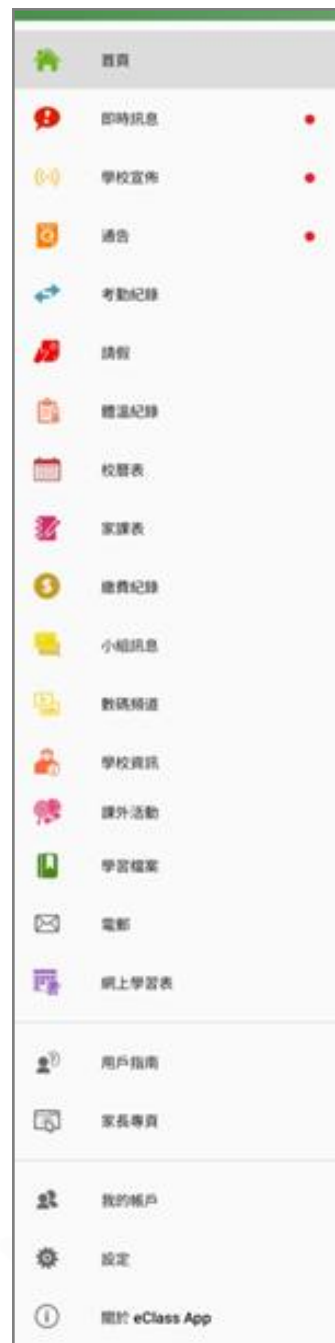 首頁
即時訊息
學校宣佈
通告
考勤紀錄
請假
體溫紀錄
校曆表
家課表
繳費紀錄
小組訊息
數碼頻道
學校資訊
課外活動
學習檔案
電郵
網上學習表
用戶指南
家長專頁
我的帳戶
設定
關於 eClass App